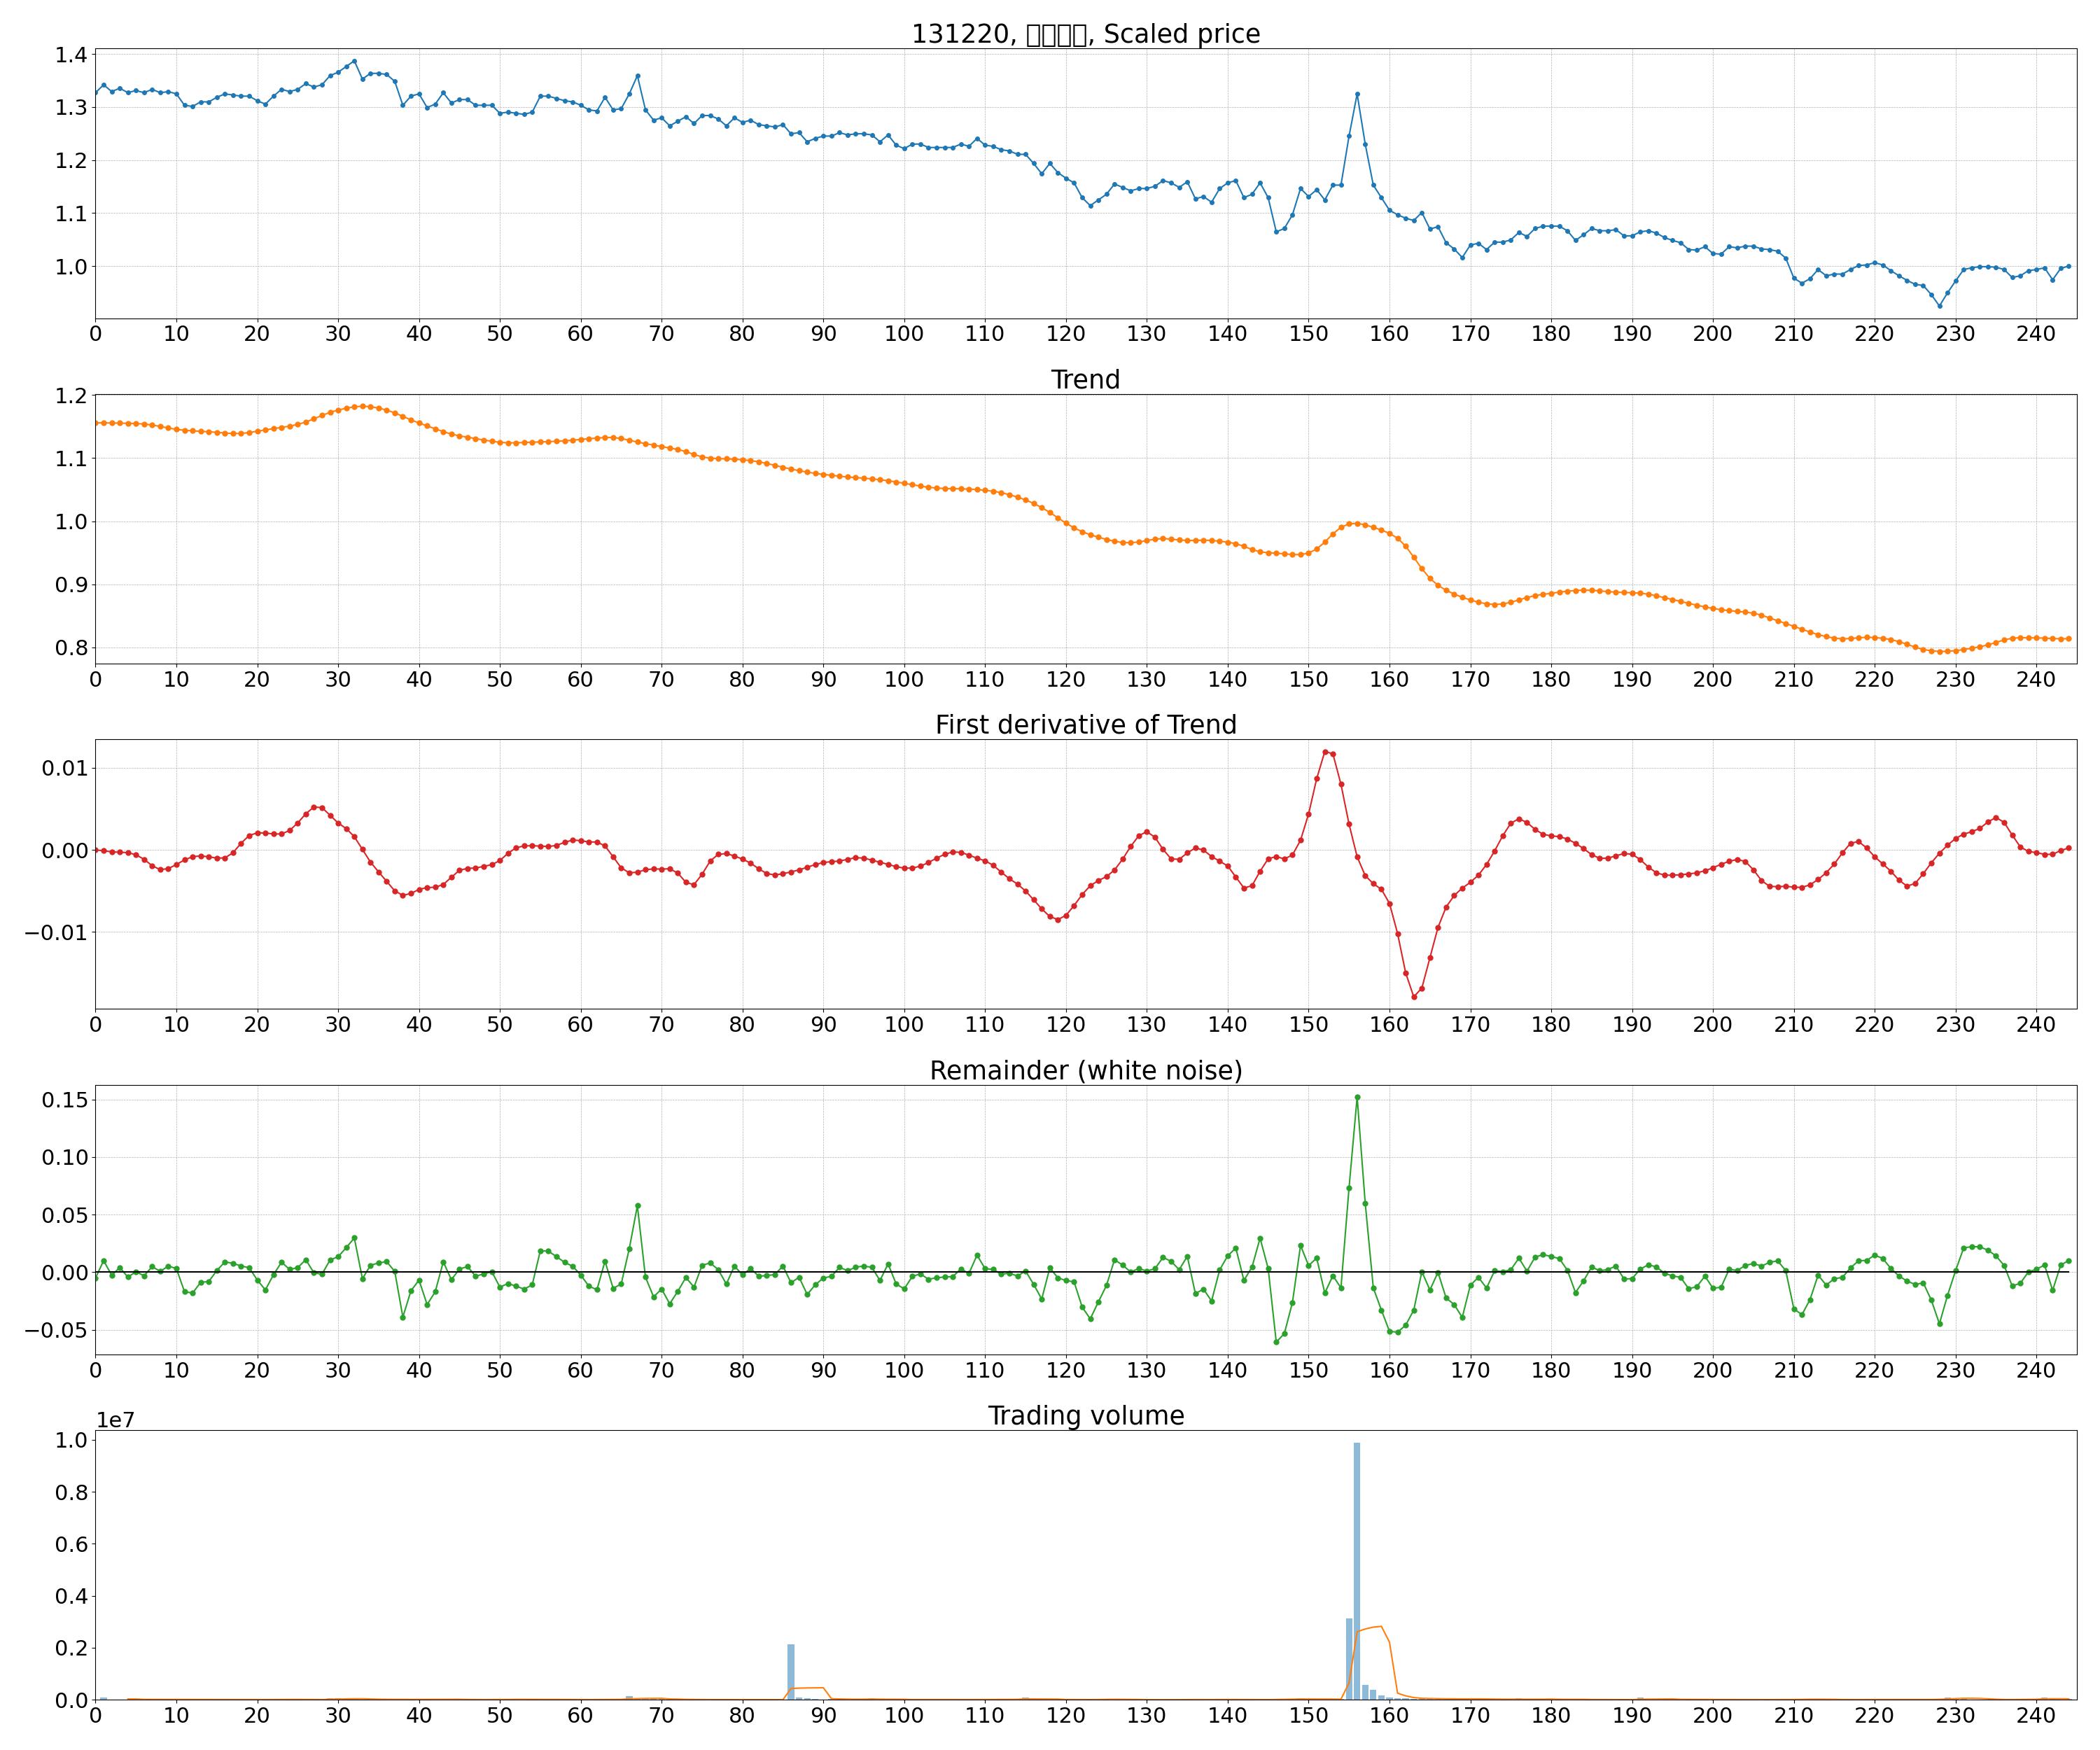 131220, , Scaled price
1.4
1.3
1.2
1.1
1.0
0 10 20 30 40 50 60 70 80 90 100 110 120 130 140 150 160 170 180 190 200 210 220 230 240
Trend
1.2
1.1
1.0
0.9
0.8
0 10 20 30 40 50 60 70 80 90 100 110 120 130 140 150 160 170 180 190 200 210 220 230 240
First derivative of Trend
0.01
0.00
−0.01
0 10 20 30 40 50 60 70 80 90 100 110 120 130 140 150 160 170 180 190 200 210 220 230 240
Remainder (white noise)
0.15
0.10
0.05
0.00
−0.05
0 10 20 30 40 50 60 70 80 90 100 110 120 130 140 150 160 170 180 190 200 210 220 230 240
Trading volume
1e7
1.0
0.8
0.6
0.4
0.2
0.0
0 10 20 30 40 50 60 70 80 90 100 110 120 130 140 150 160 170 180 190 200 210 220 230 240